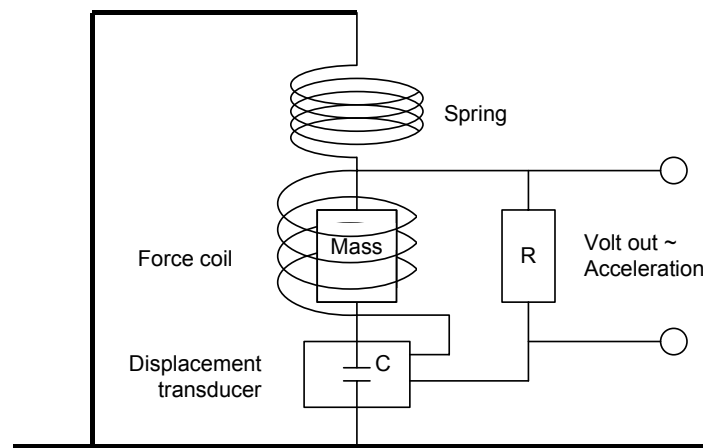 Spring
Mass
Force coil
R
Volt out ~
Acceleration
Displacement
transducer
C